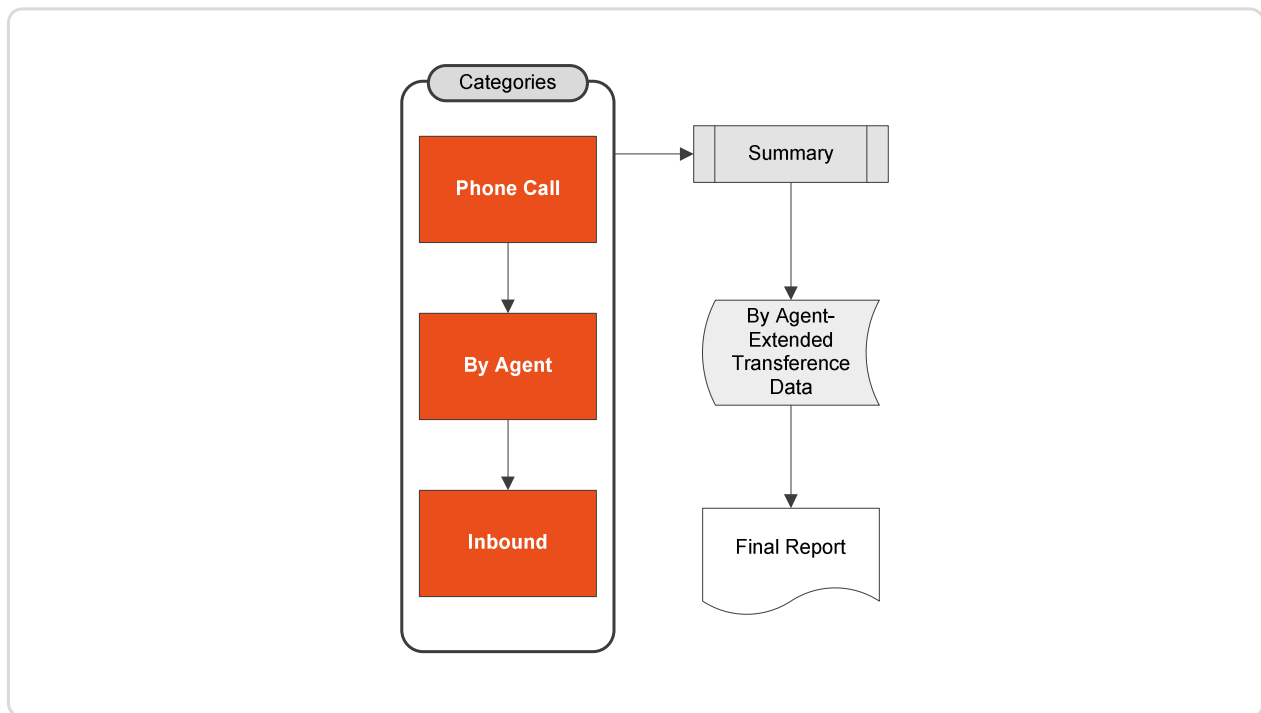 Categories
Phone Call
By Agent
Inbound
Summary
By Agent-
Extended
Transference
Data
Final Report